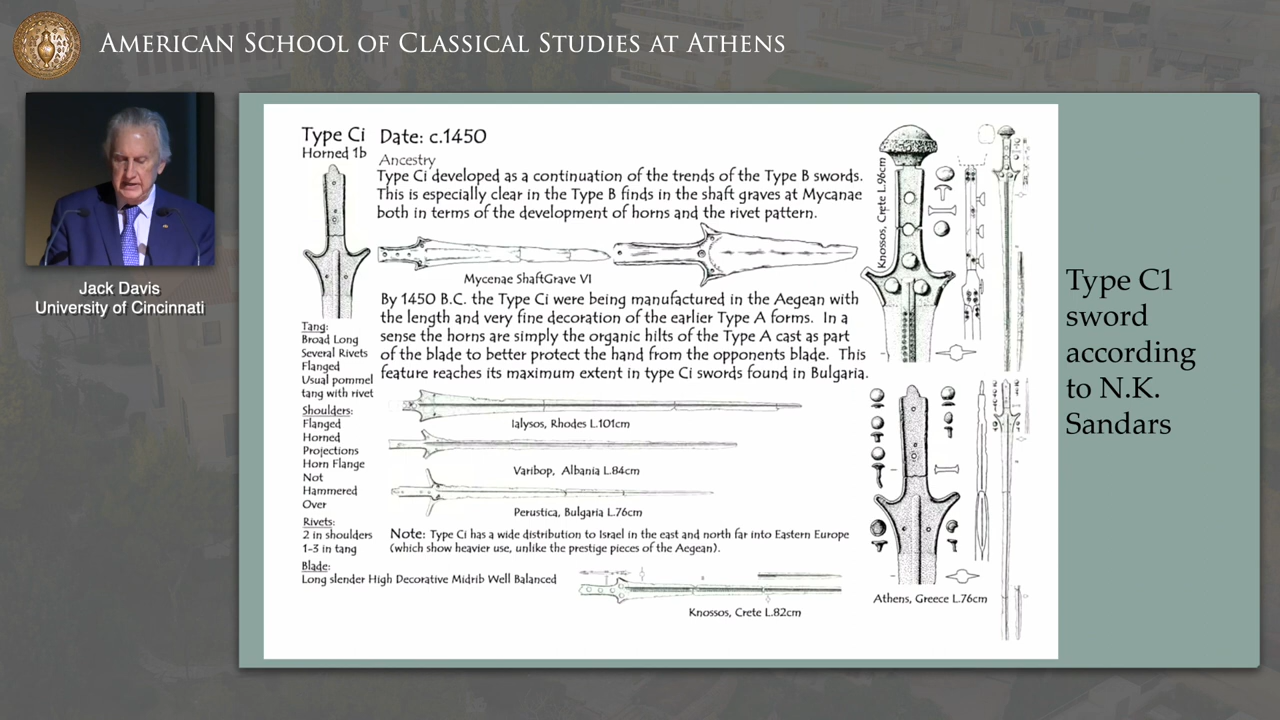 AMERICAN SCHOOL OF CLASSICAL STUDIES AT ATHENS
Jack Davis
University of Cincinnati
Type Ci
Horned 1b
Date: c.1450
Ancestry
Type Ci developed as a continuation of the trends of the Type B swords.
This is especially clear in the Type B finds in the shaft graves at Mycanae
both in terms of the development of horns and the rivet pattern.
Mycenae ShaftGrave VI
By 1450 B.C. the Type Ci were being manufactured in the Aegean with
the length and very fine decoration of the earlier Type A forms. In a
sense the horns are simply the organic hilts of the Type A cast as part
of the blade to better protect the hand from the opponents blade. This
feature reaches its maximum extent in type Ci swords found in Bulgaria.
Tang:
Broad Long
Several Rivets
Flanged
Usual pommel
tang with rivet
Shoulders:
Flanged
Horned
Projections
Horn Flange
Not
Hammered
Over
Rivets:
2 in shoulders
1-3 in tang
Blade:
Long slender High Decorative Midrib Well Balanced
Ialysos, Rhodes L.101cm
Varibop, Albania L.84cm
Perustica, Bulgaria L.76cm
Note: Type Ci has a wide distribution to Israel in the east and north far into Eastern Europe
(which show heavier use, unlike the prestige pieces of the Aegean).
Knossos, Crete L.82cm
Knossos, Crete L.96cm
Athens, Greece L.76cm
Type C1
sword
according
to N.K.
Sandars